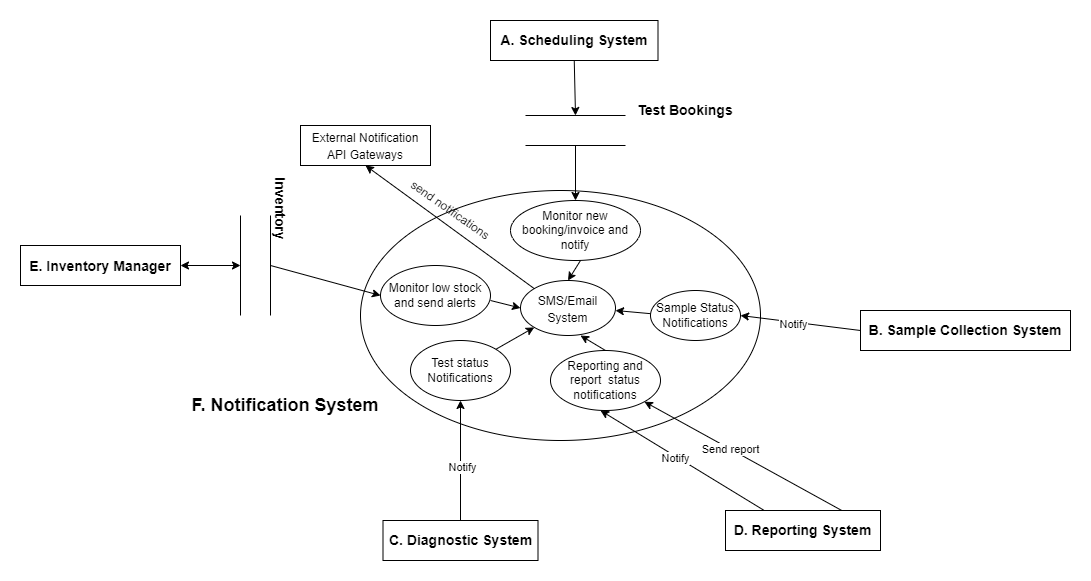 A. Scheduling System
Test Bookings
External Notification
API Gateways
send notifications
Inventory
Monitor new
booking/invoice and
notify
E. Inventory Manager
Monitor low stock
and send alerts
SMS/Email
System
Sample Status
Notifications
Notify
B. Sample Collection System
Test status
Notifications
Reporting and
report status
notifications
F. Notification System
Send report
Notify
Notify
D. Reporting System
C. Diagnostic System